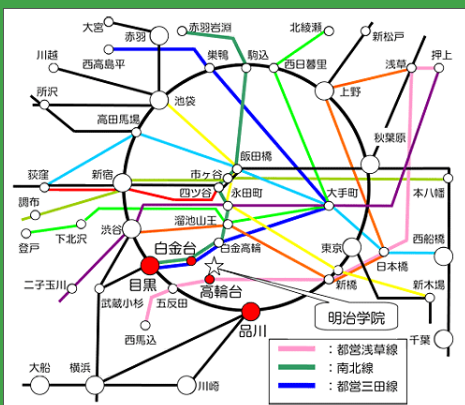 大宮
赤羽
赤羽岩淵
北綾瀬
新松戸
川越
西高島平
巣鴨
駒込
西日暮里
浅草
押上
所沢
池袋
上野
高田馬場
秋葉原
飯田橋
荻窪
新宿
市ヶ谷
四ツ谷
永田町
大手町
本八幡
調布
登戸
下北沢
渋谷
溜池山王
白金台
白金高輪
東京
日本橋
西船橋
目黒
二子玉川
武蔵小杉
五反田
高輪台
新橋
新木場
西馬込
品川
明治学院
千葉
大船
横浜
川崎
:都営浅草線
:南北線
:都営三田線